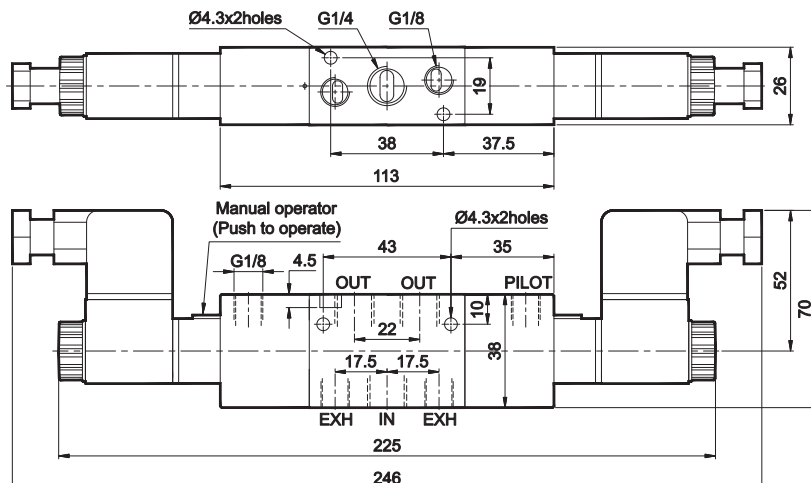 Ø4.3x2holes
G1/4
G1/8
19
26
38
37.5
113
Manual operator
(Push to operate)
Ø4.3x2holes
43
35
G1/8
4.5
OUT
OUT
PILOT
10
52
70
22
38
17.5
17.5
EXH
IN
EXH
225
246